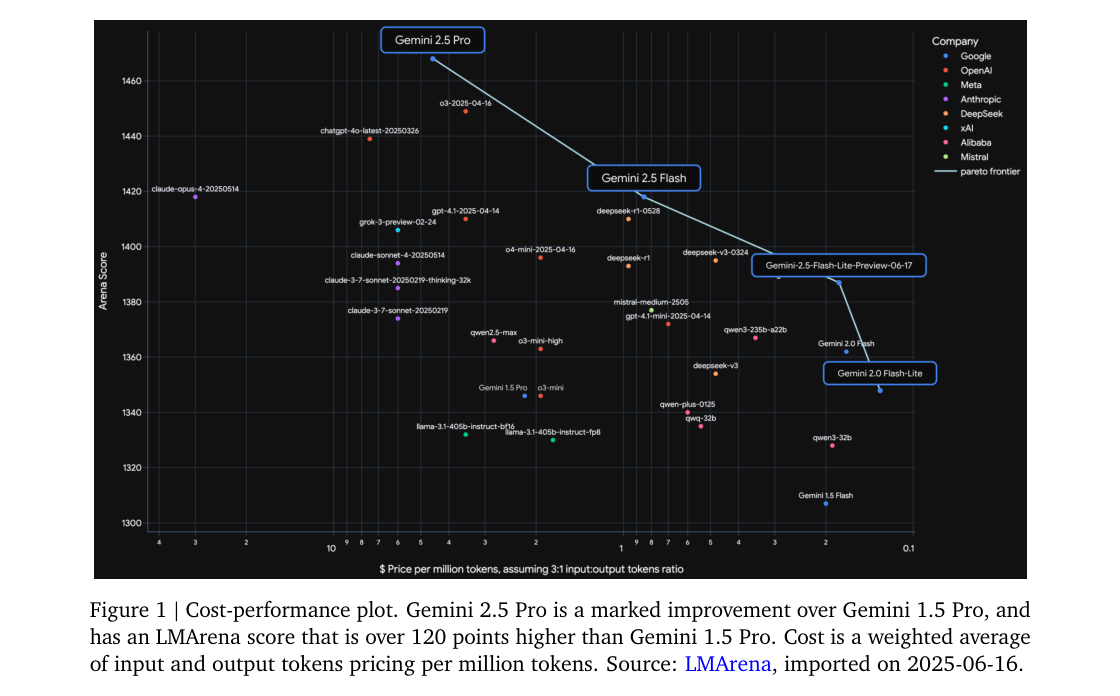 Gemini 2.5 Pro
Company
Google
OpenAI
Meta
Anthropic
DeepSeek
xAI
Alibaba
Mistral
pareto frontier
Arena Score
1460
1440
1420
1400
1380
1360
1340
1320
1300
o3-2025-04-16
chatgpt-4o-latest-20250326
Gemini 2.5 Flash
claude-opus-4-20250514
gpt-4.1-2025-04-14
deepseek-r1-0528
grok-3-preview-02-24
o4-mini-2025-04-16
deepseek-v3-0324
claude-sonnet-4-20250514
deepseek-r1
Gemini-2.5-Flash-Lite-Preview-06-17
claude-3-7-sonnet-20250219-thinking-32k
mistral-medium-2505
claude-3-7-sonnet-20250219
gpt-4.1-mini-2025-04-14
qwen2.5-max
qwen3-235b-a22b
o3-mini-high
Gemini 2.0 Flash
deepseek-v3
Gemini 2.0 Flash-Lite
Gemini 1.5 Pro
o3-mini
qwen-plus-0125
qwq-32b
llama-3.1-405b-instruct-bf16
llama-3.1-405b-instruct-fp8
qwen3-32b
Gemini 1.5 Flash
4 3 2 10 9 8 7 6 5 4 3 2 1 9 8 7 6 5 4 3 2 0.1
$ Price per million tokens, assuming 3:1 input:output tokens ratio
Figure 1 | Cost-performance plot. Gemini 2.5 Pro is a marked improvement over Gemini 1.5 Pro, and
has an LMArena score that is over 120 points higher than Gemini 1.5 Pro. Cost is a weighted average
of input and output tokens pricing per million tokens. Source: LMArena, imported on 2025-06-16.